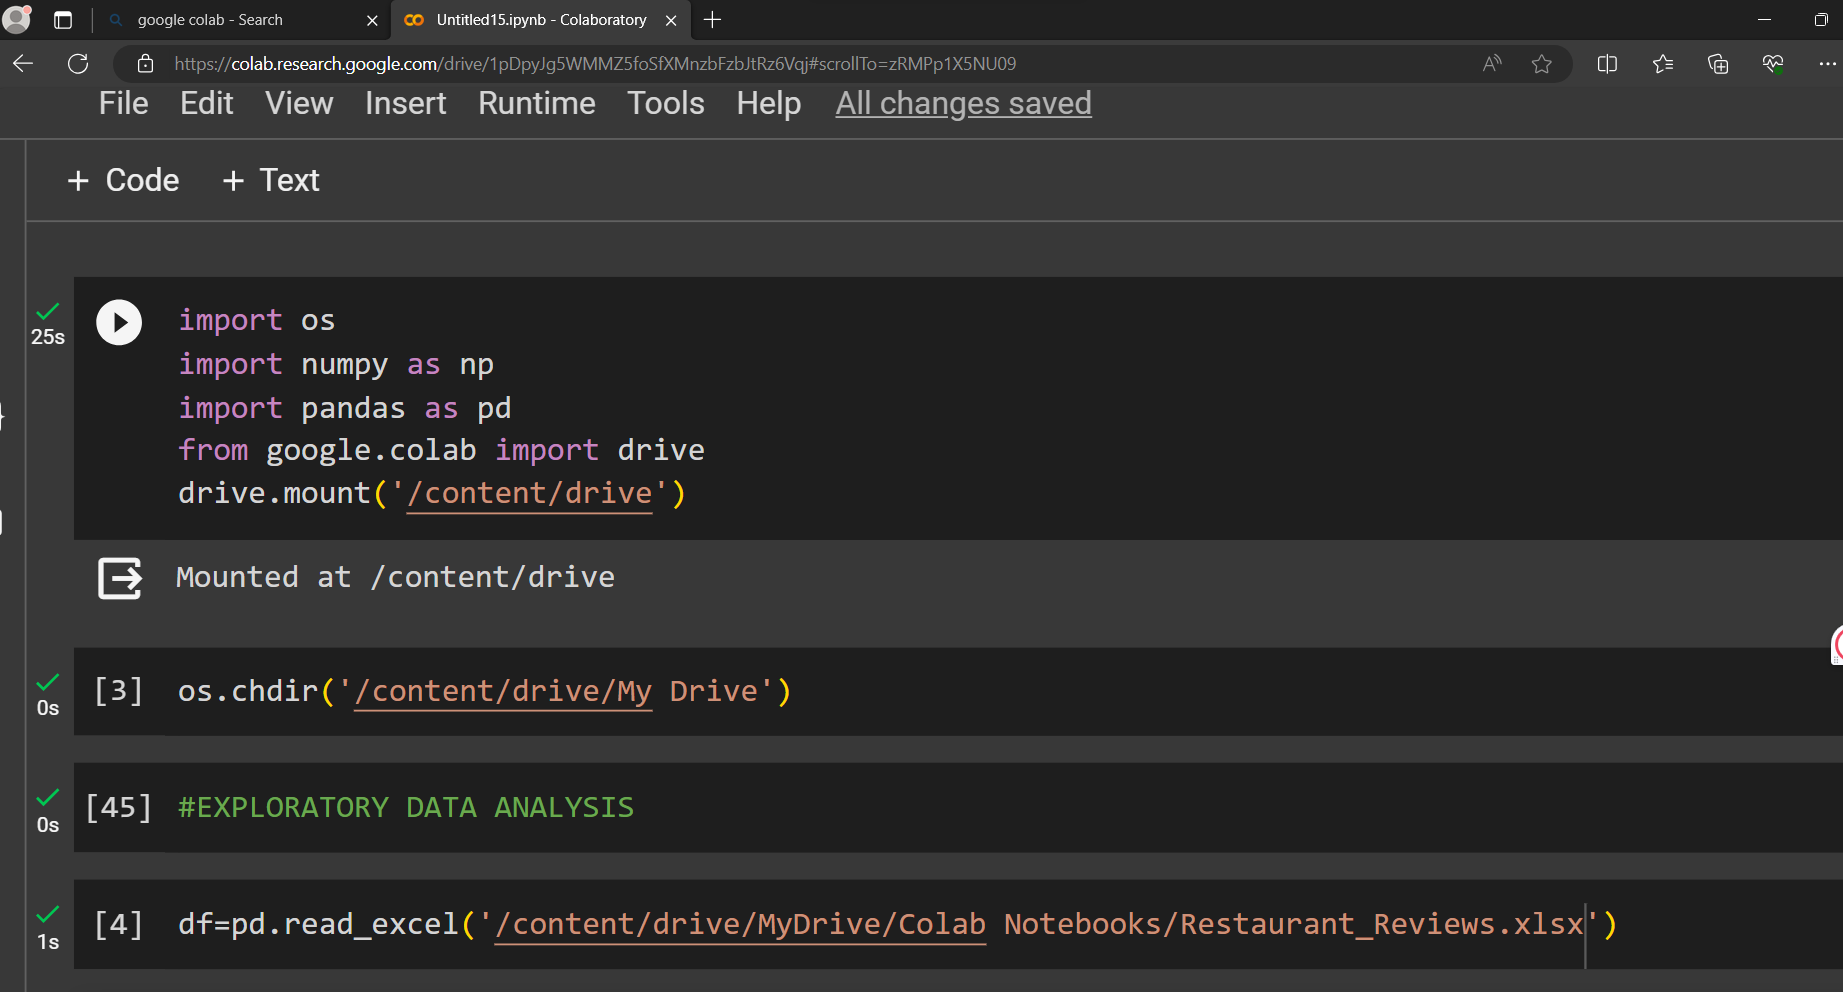 google colab - Search
Untitled15.ipynb - Colaboratory
https://colab.research.google.com/drive/1pDpyJg5WMMZ5foSfXMnzbFzbJtRz6Vqj#scrollTo=zRMPp1X5NU09
File Edit View Insert Runtime Tools Help All changes saved
+ Code + Text
25s
import os
import numpy as np
import pandas as pd
from google.colab import drive
drive.mount('/content/drive')
Mounted at /content/drive
0s
[3] os.chdir('/content/drive/My Drive')
0s
[45] #EXPLORATORY DATA ANALYSIS
1s
[4] df=pd.read_excel('/content/drive/MyDrive/Colab Notebooks/Restaurant_Reviews.xlsx')